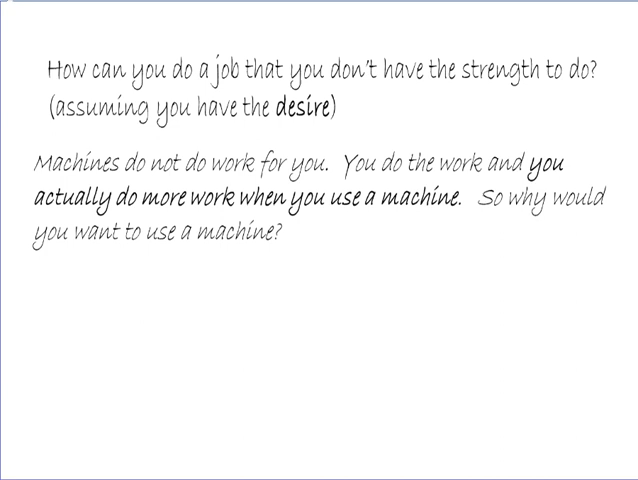 How can you do a job that you don't have the strength to do?
(assuming you have the desire)
Machines do not do work for you. You do the work and you
actually do more work when you use a machine. So why would
you want to use a machine?